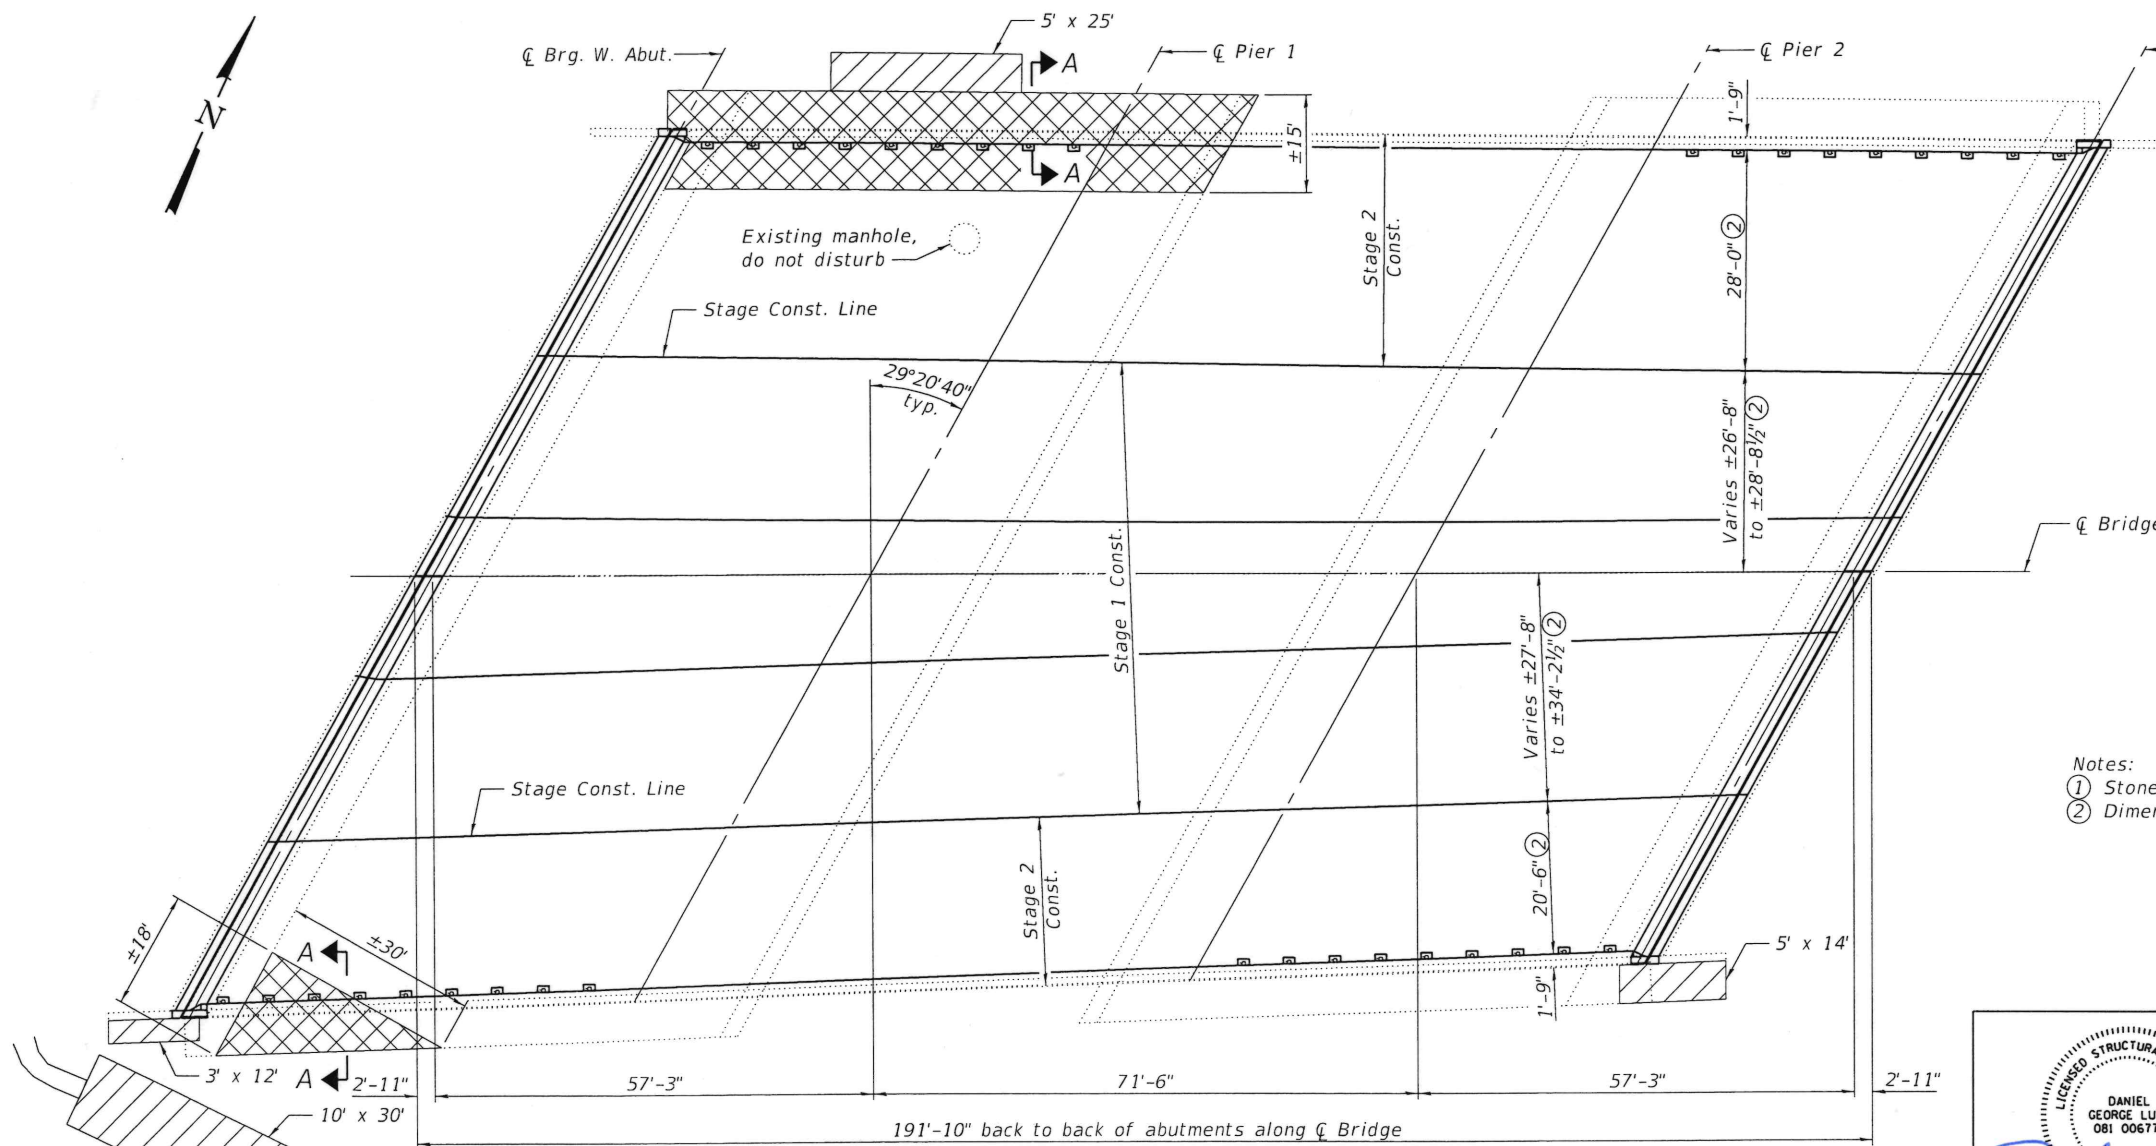 5' x 25'
℄ Brg. W. Abut.
A
℄ Pier 1
℄ Pier 2
N
1'-9"
±15'
A
Existing manhole,
do not disturb
Stage 2
Const.
28'-0" ②
Stage Const. Line
29°20'40"
typ.
Varies ±26'-8"
to ±28'-8½" ②
℄ Bridge
Stage 1 Const.
Varies ±27'-8"
to ±34'-2½" ②
Notes:
① Stone
②
Stage Const. Line
Stage 2
Const.
20'-6" ②
±18'
±30'
A
5' x 14'
1'-9"
3' x 12'
A
2'-11"
57'-3"
71'-6"
57'-3"
2'-11"
10' x 30'
191'-10" back to back of abutments along ℄ Bridge
LICENSED
DANIEL
GEORGE
081